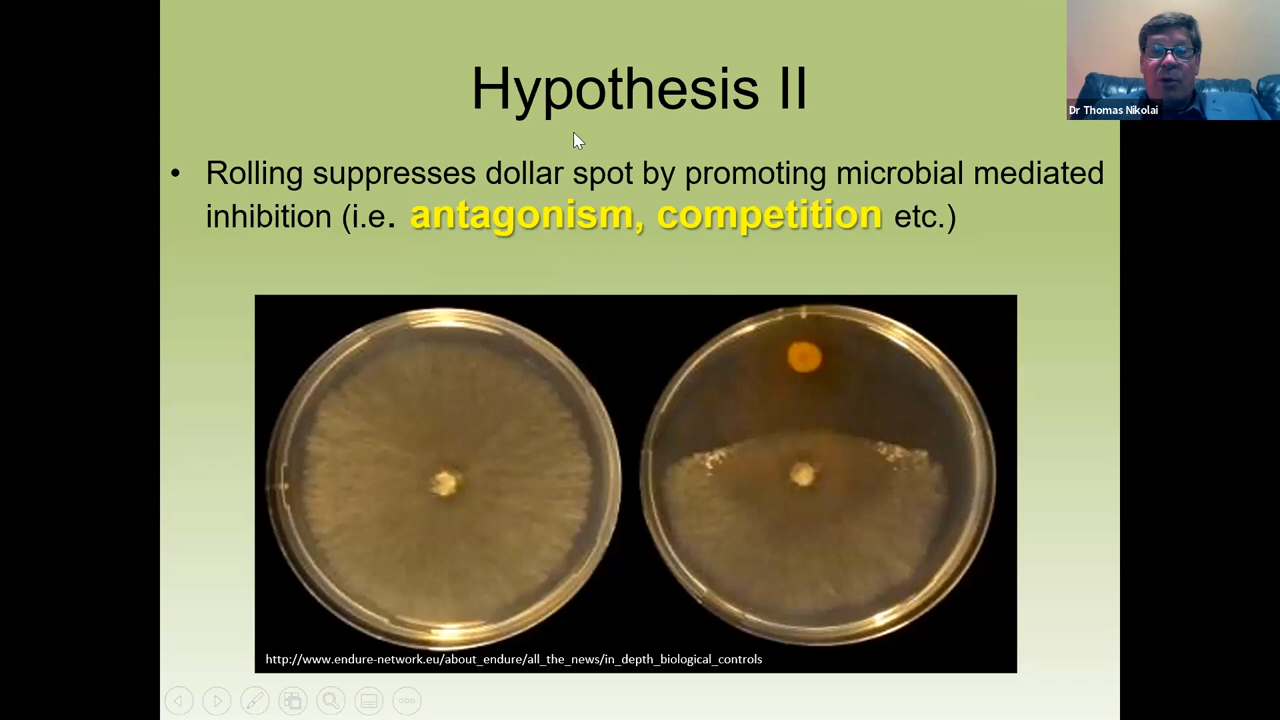 Hypothesis II
Dr Thomas Nikolai
• Rolling suppresses dollar spot by promoting microbial mediated
inhibition (i.e. antagonism, competition etc.)
http://www.endure-network.eu/about_endure/all_the_news/in_depth_biological_controls